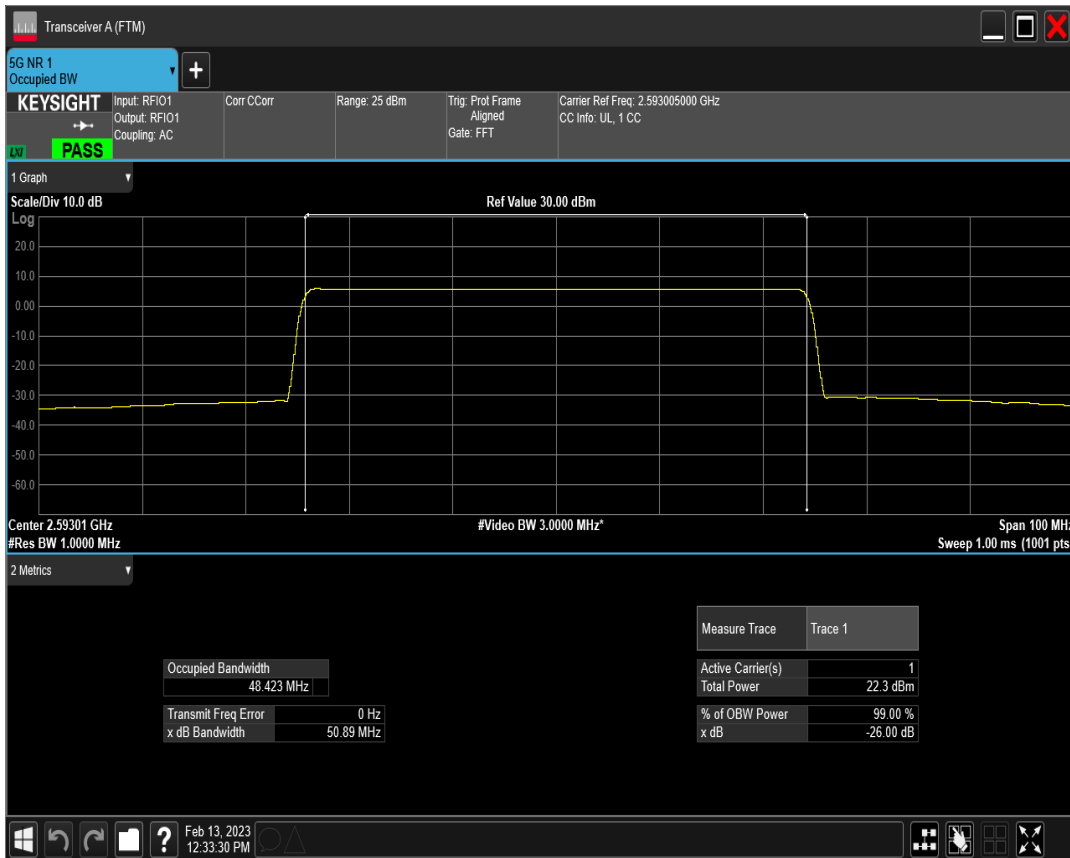 Transceiver A (FTM)
5G NR 1
Occupied BW
+
KEYSIGHT
LXI
PASS
Input: RFIO1
Output: RFIO1
Coupling: AC
Corr CCorr
Range: 25 dBm
Trig: Prot Frame
Aligned
Gate: FFT
Carrier Ref Freq: 2.593005000 GHz
CC Info: UL, 1 CC
1 Graph
Scale/Div 10.0 dB
Ref Value 30.00 dBm
Log
20.0
10.0
0.00
-10.0
-20.0
-30.0
-40.0
-50.0
-60.0
Center 2.59301 GHz
#Video BW 3.0000 MHz*
Span 100 MHz
#Res BW 1.0000 MHz
Sweep 1.00 ms (1001 pts
2 Metrics
Measure Trace Trace 1
Occupied Bandwidth
48.423 MHz
Active Carrier(s) 1
Total Power 22.3 dBm
Transmit Freq Error 0 Hz
x dB Bandwidth 50.89 MHz
% of OBW Power 99.00 %
x dB -26.00 dB
?
Feb 13, 2023
12:33:30 PM